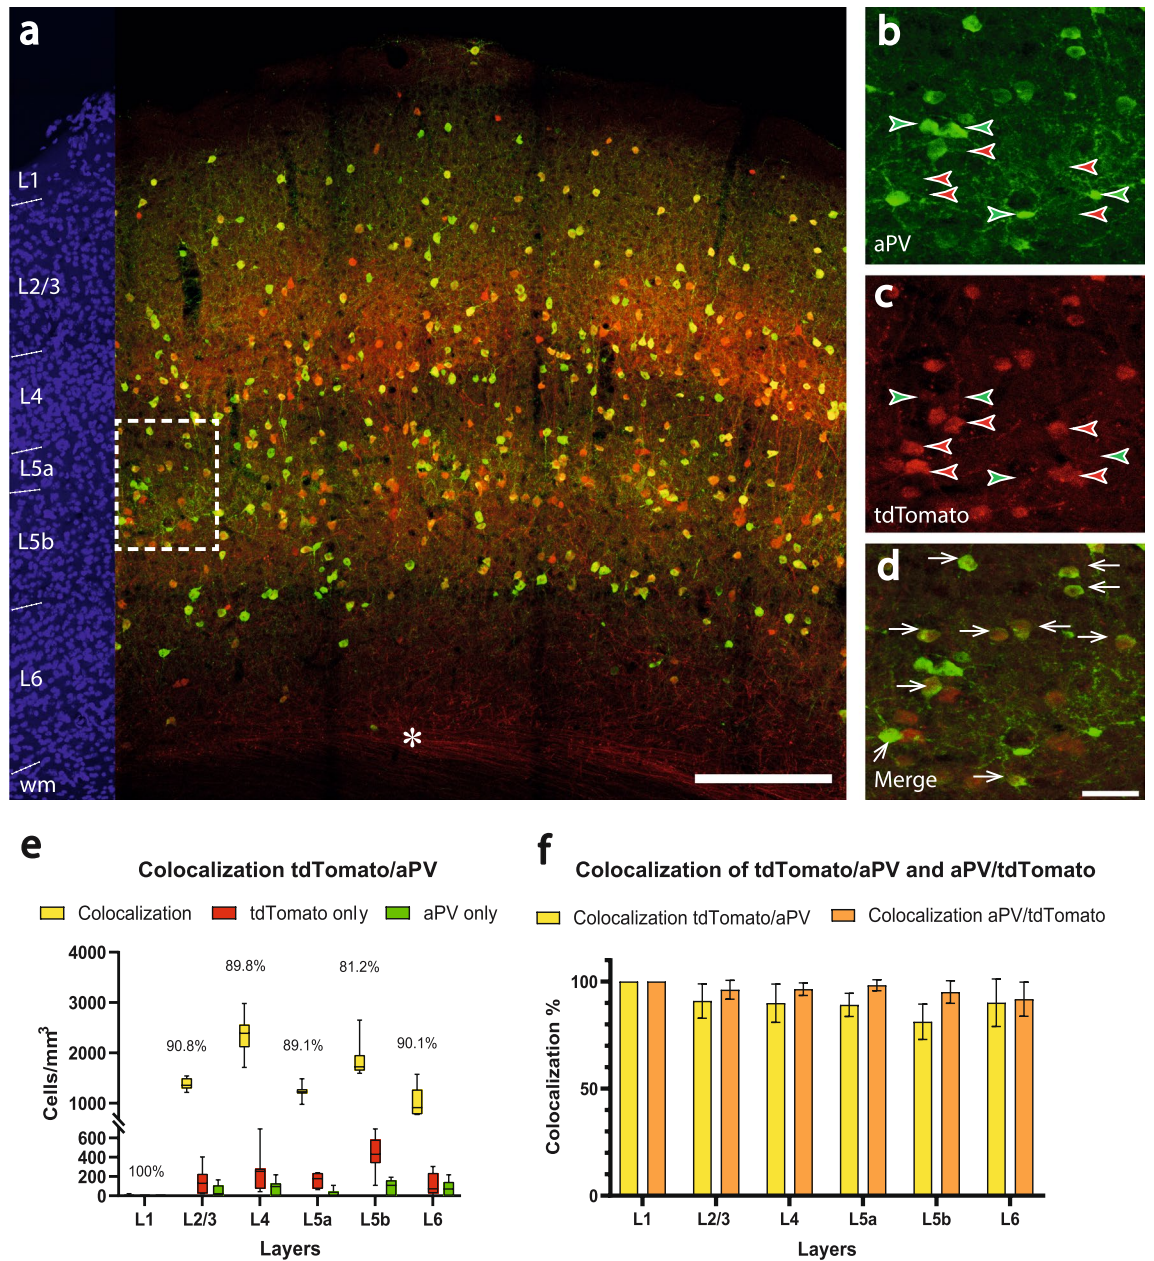 a
L1
L2/3
L4
L5a
L5b
L6
wm
*
b
aPV
c
tdTomato
d
Merge
e
Colocalization tdTomato/aPV
Colocalization
tdTomato only
aPV only
Cells/mm³
4000
3000
2000
1000
600
400
200
0
100%
90.8%
89.8%
89.1%
81.2%
90.1%
L1 L2/3 L4 L5a L5b L6
Layers
f
Colocalization of tdTomato/aPV and aPV/tdTomato
Colocalization tdTomato/aPV
Colocalization aPV/tdTomato
Colocalization %
100
50
0
L1 L2/3 L4 L5a L5b L6
Layers